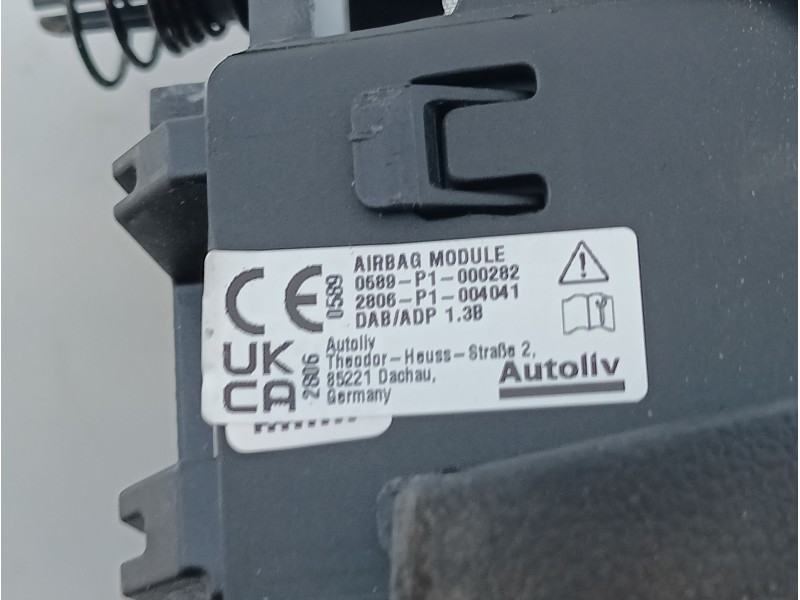 CE 0589
AIRBAG MODULE
0589-P1-000282
2806-P1-004041
DAB/ADP 1.3B
UK
CA 2806
Autoliv
Theodor-Heuss-Straße 2,
85221 Dachau,
Germany
Autoliv